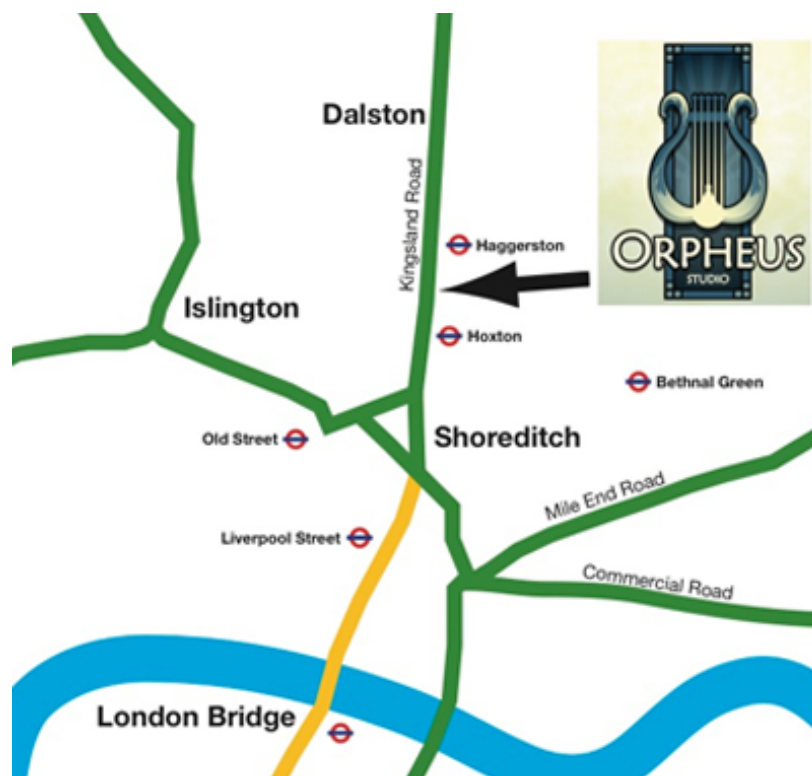 Dalston
Kingsland Road
Haggerston
ORPHEUS
STUDIO
Islington
Hoxton
Bethnal Green
Old Street
Shoreditch
Mile End Road
Liverpool Street
Commercial Road
London Bridge